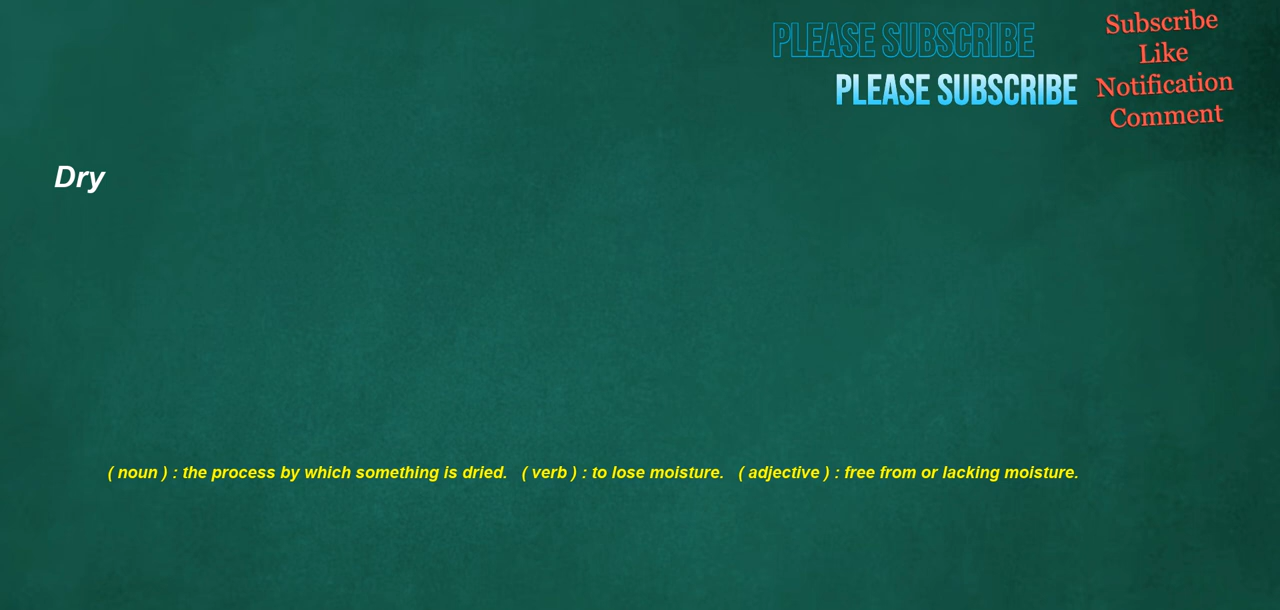 PLEASE SUBSCRIBE
PLEASE SUBSCRIBE
Subscribe
Like
Notification
Comment
Dry
( noun ) : the process by which something is dried.   ( verb ) : to lose moisture.   ( adjective ) : free from or lacking moisture.